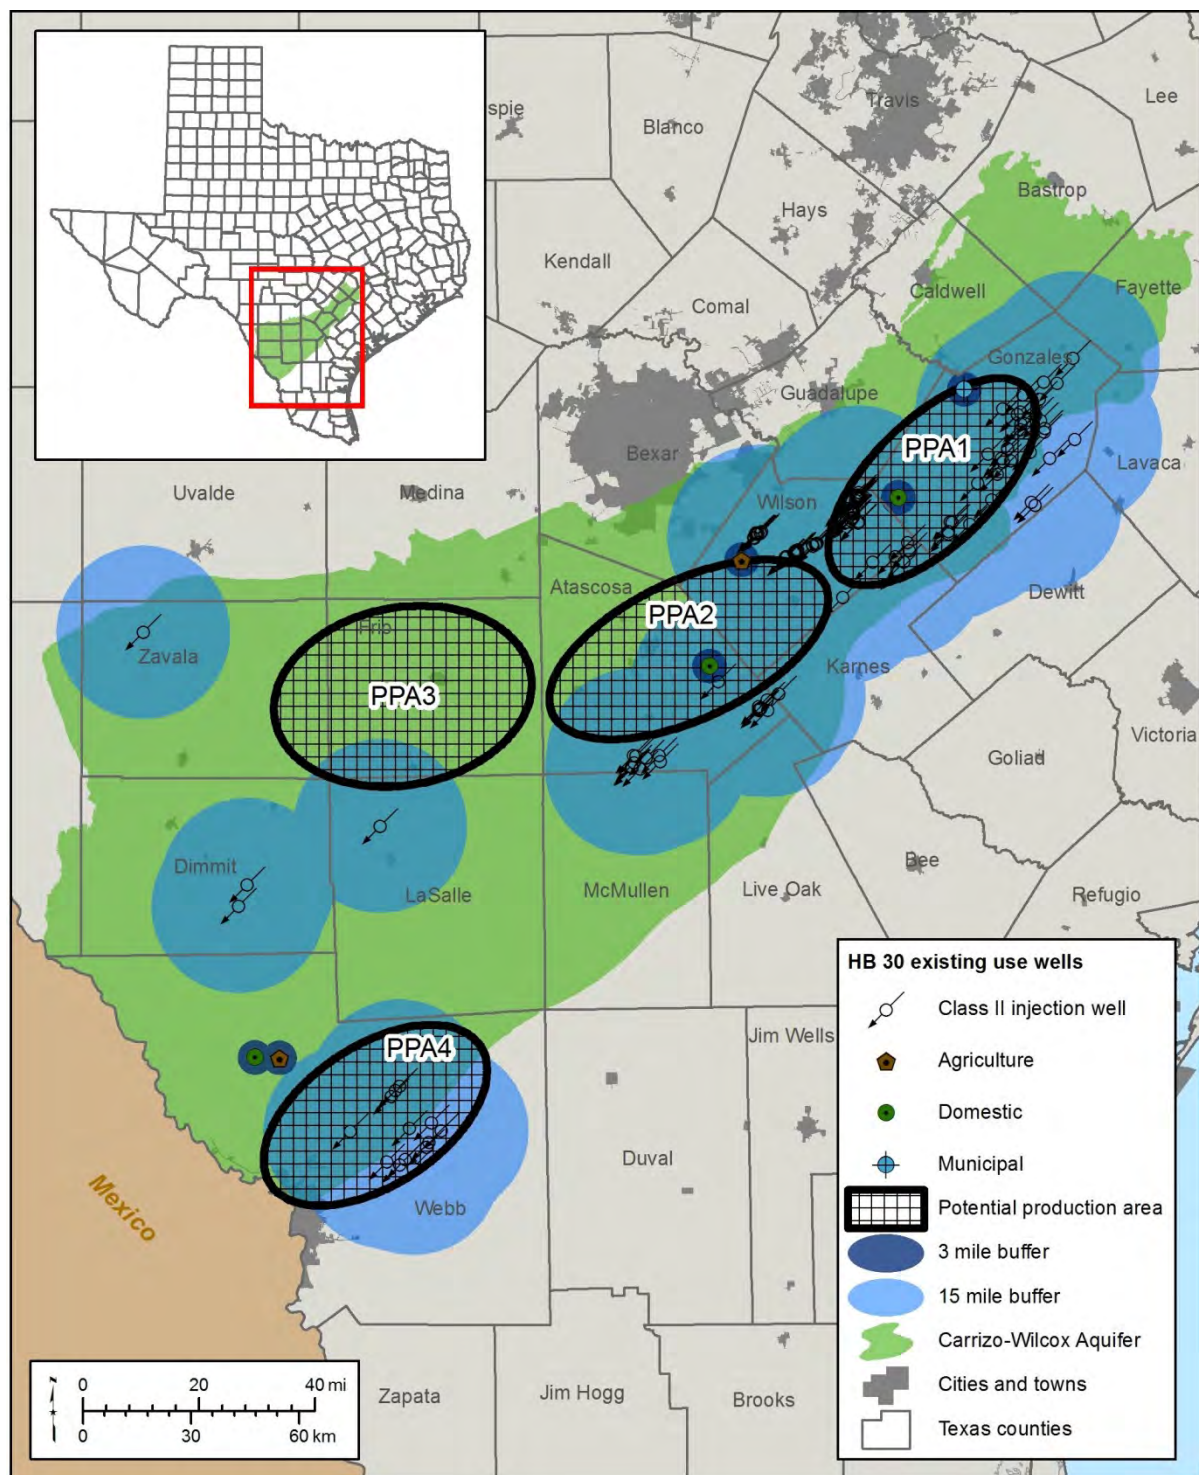 spie
Blanco
Travis
Lee
Bastrop
Hays
Kendall
Caldwell
Fayette
Comal
Gonzales
Guadalupe
Bexar
PPA1
Lavaca
Uvalde
Medina
Wilson
Atascosa
Dewitt
PPA2
Frio
Zavala
Karnes
PPA3
Victoria
Goliad
Dimmit
Bee
LaSalle
McMullen
Live Oak
Refugio
PPA4
Jim Wells
Duval
Webb
Mexico
Zapata
Jim Hogg
Brooks
HB 30 existing use wells
Class II injection well
Agriculture
Domestic
Municipal
Potential production area
3 mile buffer
15 mile buffer
Carrizo-Wilcox Aquifer
Cities and towns
Texas counties
0 20 40 mi
0 30 60 km